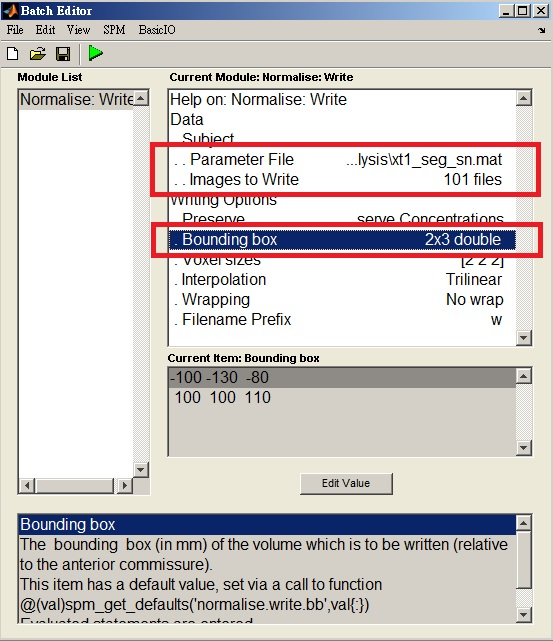 Batch Editor
File Edit View SPM BasicIO
Module List
Normalise: Write
Current Module: Normalise: Write
Help on: Normalise: Write
Data
. Subject
. . Parameter File ...lysis\xt1_seg_sn.mat
. . Images to Write 101 files
Writing Options
. Preserve ...serve Concentrations
. Bounding box 2x3 double
. Voxel sizes [2 2 2]
. Interpolation Trilinear
. Wrapping No wrap
. Filename Prefix w
Current Item: Bounding box
-100 -130 -80
100 100 110
Edit Value
Bounding box
The bounding box (in mm) of the volume which is to be written (relative
to the anterior commissure).
This item has a default value, set via a call to function
@(val)spm_get_defaults('normalise.write.bb',val{:})
Evaluated statements are entered